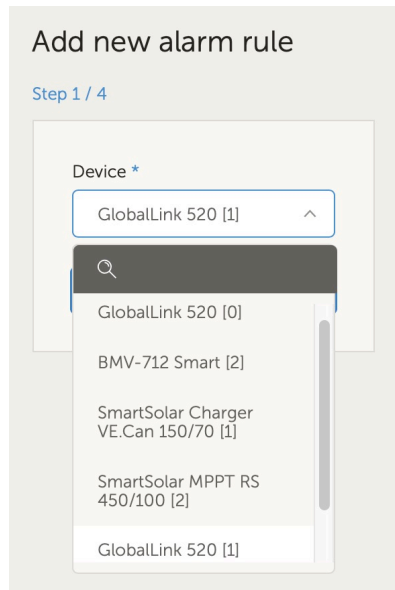 Add new alarm rule
Step 1 / 4
Device *
GlobalLink 520 [1]
GlobalLink 520 [0]
BMV-712 Smart [2]
SmartSolar Charger
VE.Can 150/70 [1]
SmartSolar MPPT RS
450/100 [2]
GlobalLink 520 [1]